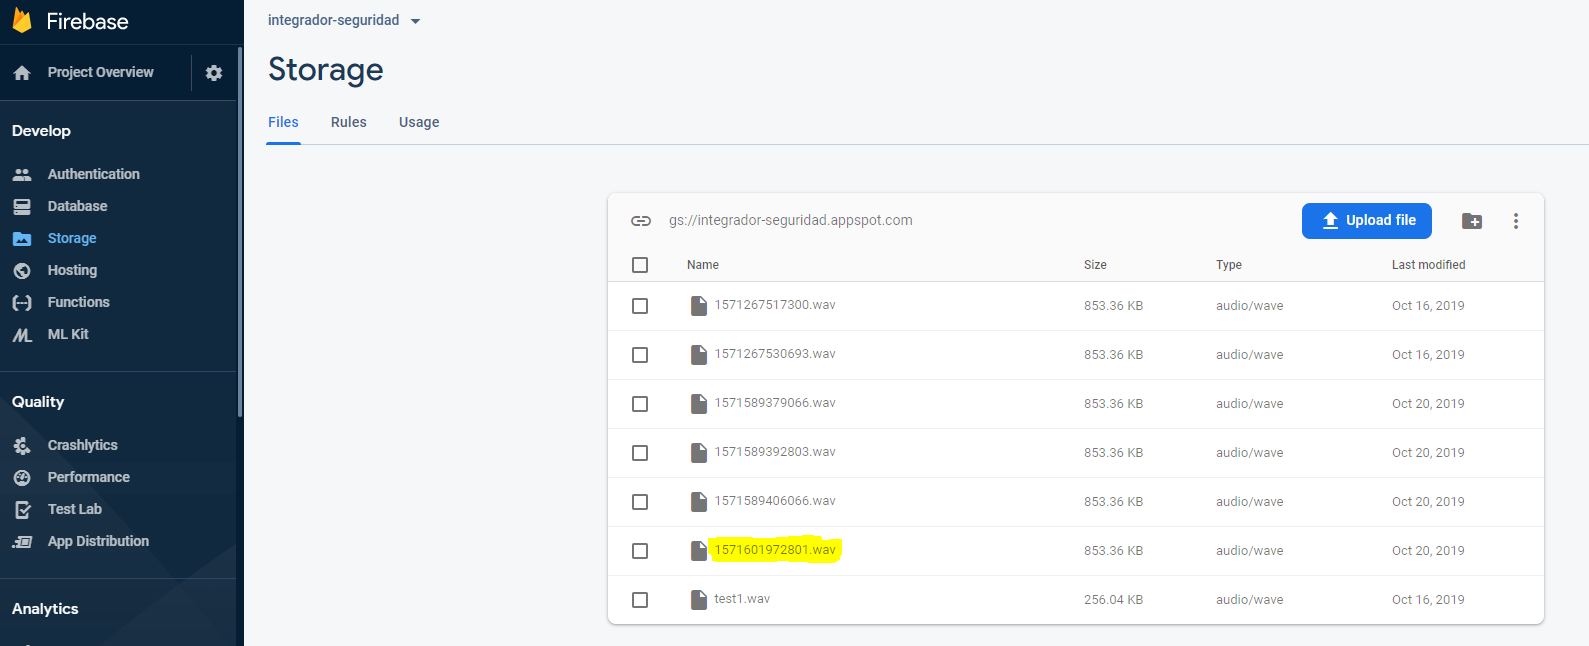 Firebase
Project Overview
Develop
Authentication
Database
Storage
Hosting
Functions
ML Kit
Quality
Crashlytics
Performance
Test Lab
App Distribution
Analytics
integrador-seguridad
Storage
Files Rules Usage
gs://integrador-seguridad.appspot.com Upload file
Name Size Type Last modified
1571267517300.wav 853.36 KB audio/wave Oct 16, 2019
1571267530693.wav 853.36 KB audio/wave Oct 16, 2019
1571589379066.wav 853.36 KB audio/wave Oct 20, 2019
1571589392803.wav 853.36 KB audio/wave Oct 20, 2019
1571589406066.wav 853.36 KB audio/wave Oct 20, 2019
1571601972801.wav 853.36 KB audio/wave Oct 20, 2019
test1.wav 256.04 KB audio/wave Oct 16, 2019